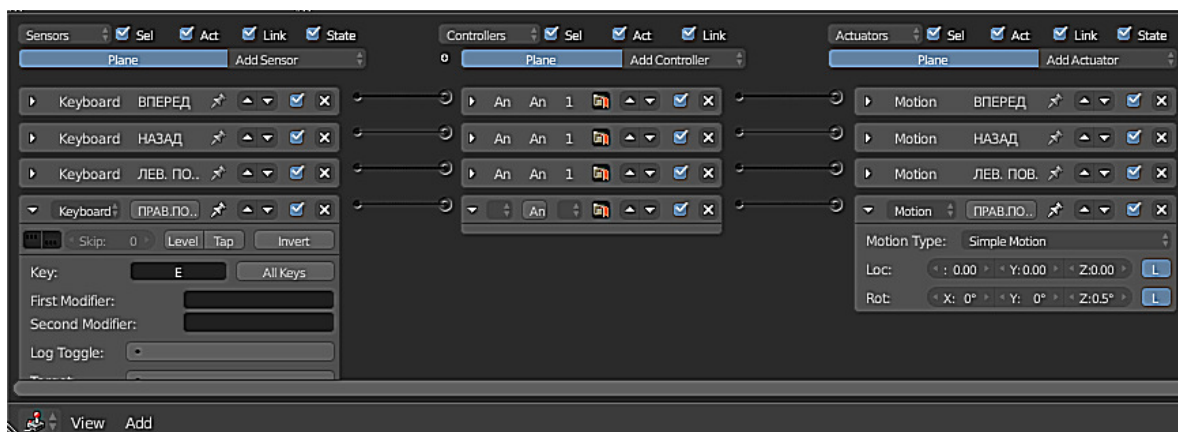 Sensors Sel Act Link State Controllers Sel Act Link Actuators Sel Act Link State
Plane Add Sensor Plane Add Controller Plane Add Actuator
Keyboard ВПЕРЕД An An 1 Motion ВПЕРЕД
Keyboard НАЗАД An An 1 Motion НАЗАД
Keyboard ЛЕВ. ПО.. An An 1 Motion ЛЕВ. ПОВ.
Keyboard ПРАВ.ПО.. An Motion ПРАВ.ПО..
Skip: 0 Level Tap Invert Motion Type: Simple Motion
Key: E All Keys Loc: : 0.00 Y: 0.00 Z:0.00 L
First Modifier: Rot: X: 0° Y: 0° Z:0.5° L
Second Modifier:
Log Toggle:
View Add